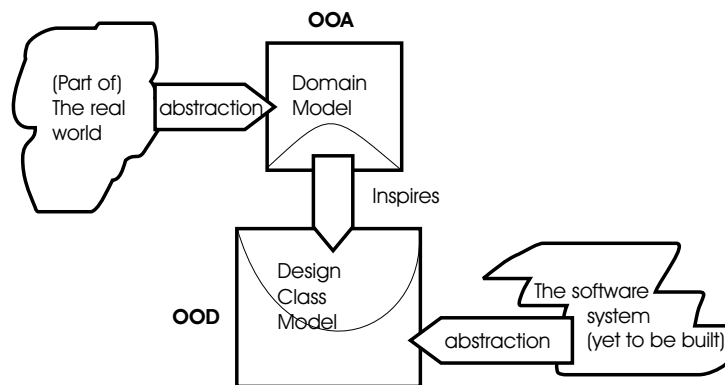 OOA
(Part of)
The real
world
abstraction
Domain
Model
Inspires
Design
Class
Model
OOD
abstraction
The software
system
(yet to be built)